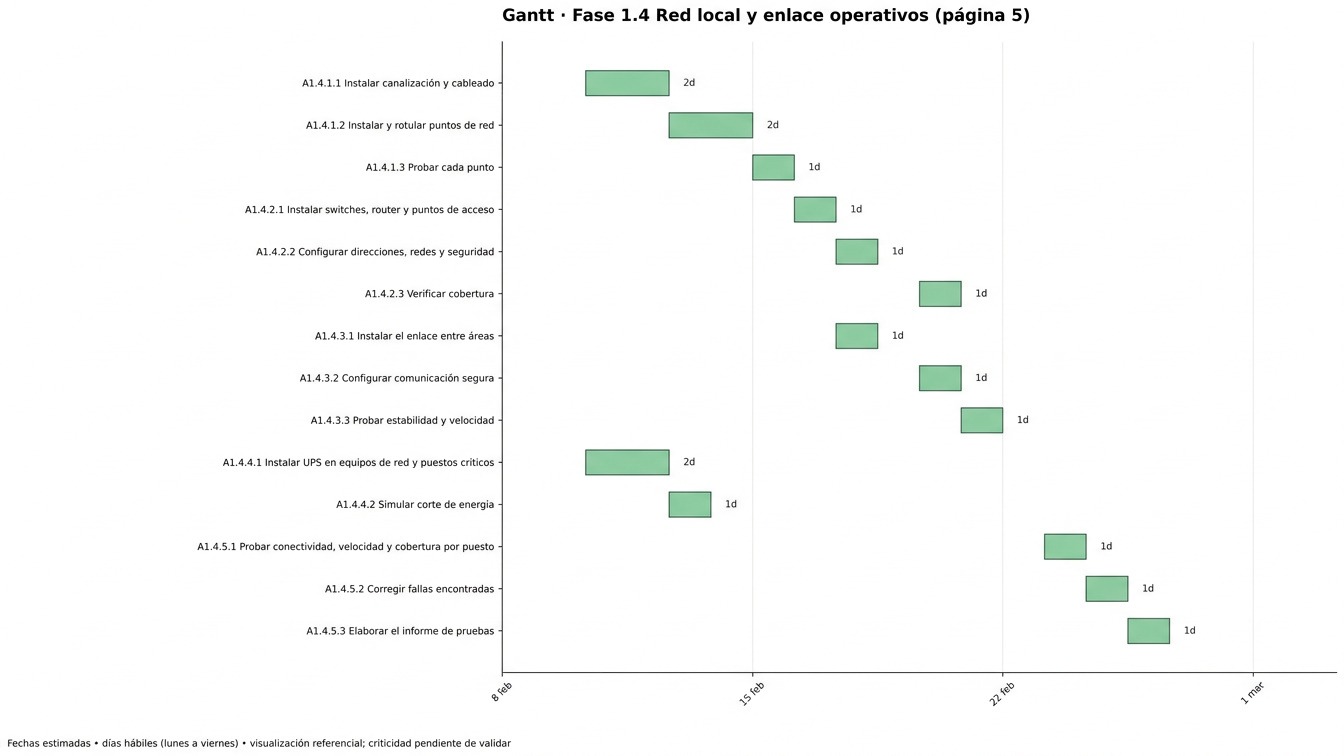 Gantt · Fase 1.4 Red local y enlace operativos (página 5)
A1.4.1.1 Instalar canalización y cableado 2d
A1.4.1.2 Instalar y rotular puntos de red 2d
A1.4.1.3 Probar cada punto 1d
A1.4.2.1 Instalar switches, router y puntos de acceso 1d
A1.4.2.2 Configurar direcciones, redes y seguridad 1d
A1.4.2.3 Verificar cobertura 1d
A1.4.3.1 Instalar el enlace entre áreas 1d
A1.4.3.2 Configurar comunicación segura 1d
A1.4.3.3 Probar estabilidad y velocidad 1d
A1.4.4.1 Instalar UPS en equipos de red y puestos críticos 2d
A1.4.4.2 Simular corte de energía 1d
A1.4.5.1 Probar conectividad, velocidad y cobertura por puesto 1d
A1.4.5.2 Corregir fallas encontradas 1d
A1.4.5.3 Elaborar el informe de pruebas 1d
8 feb 15 feb 22 feb 1 mar
Fechas estimadas • días hábiles (lunes a viernes) • visualización referencial; criticidad pendiente de validar